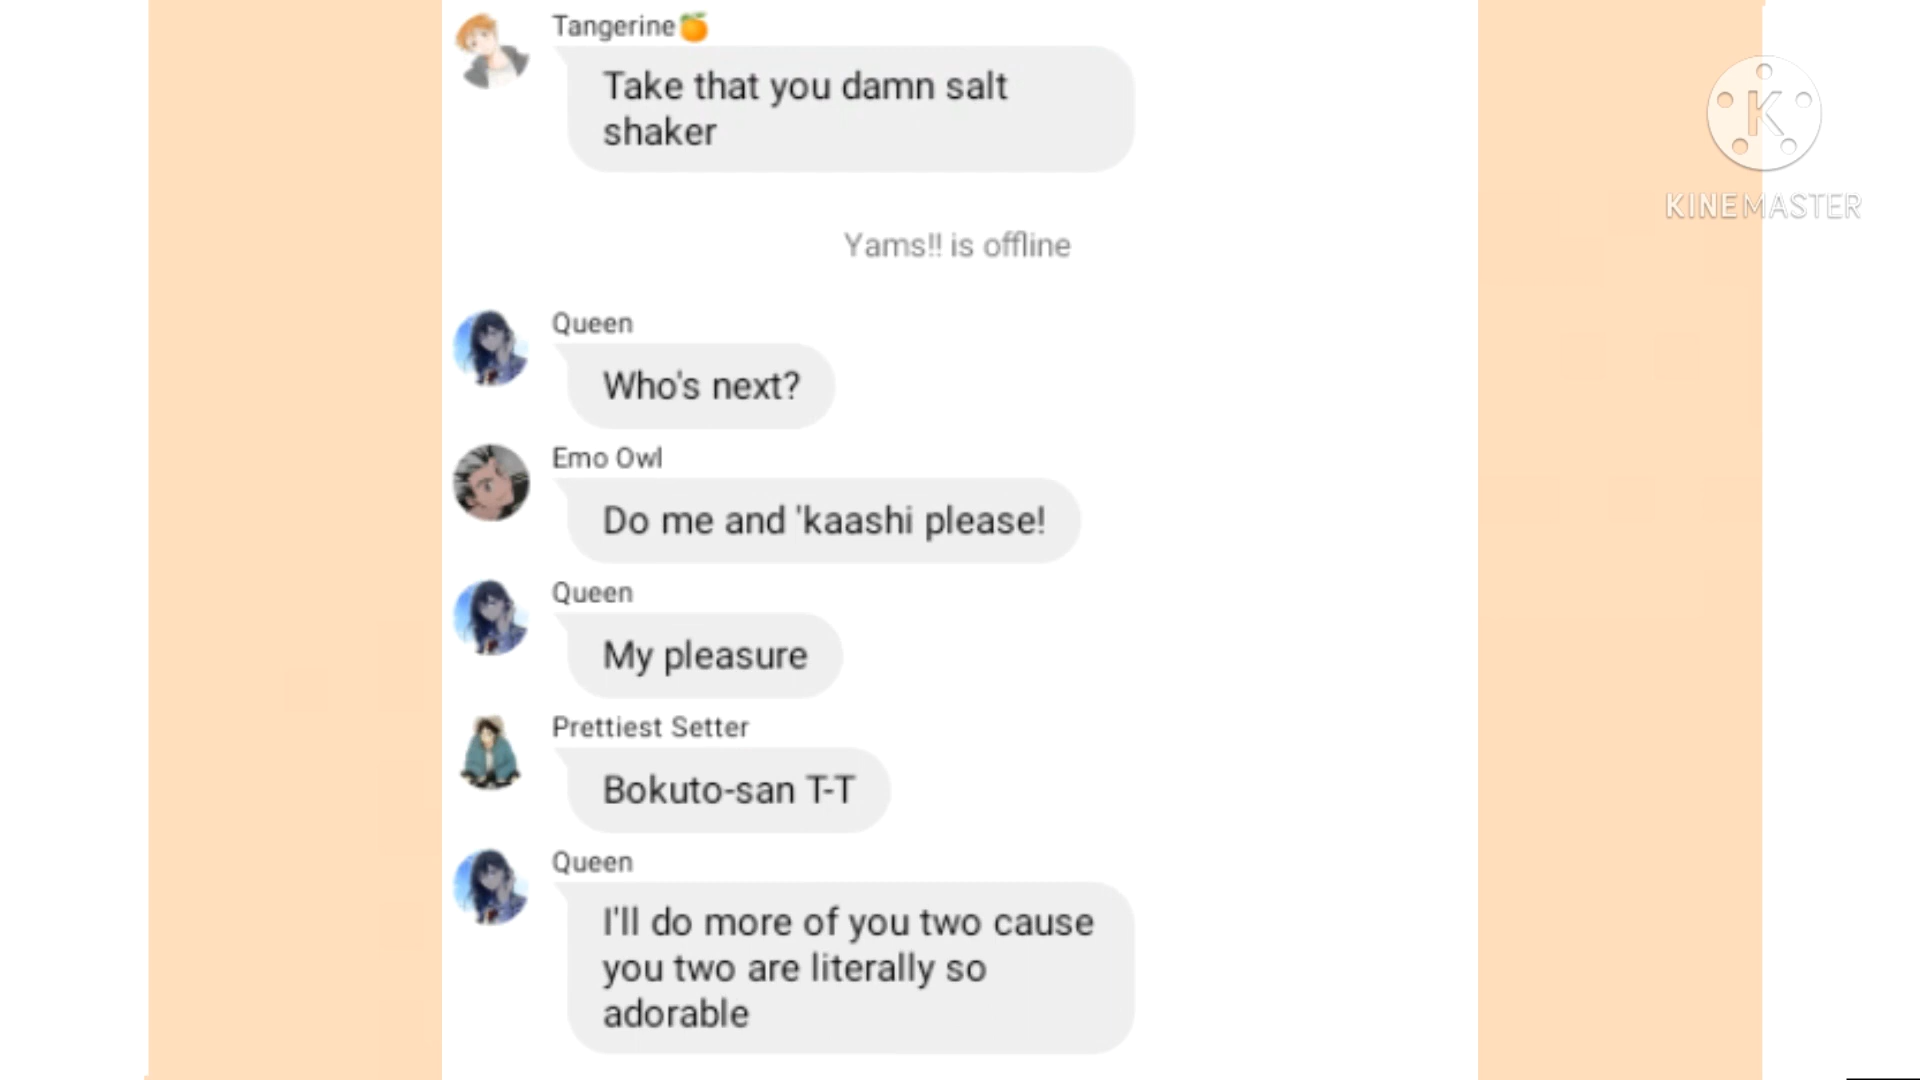 Tangerine🍊
Take that you damn salt
shaker
Yams!! is offline
Queen
Who's next?
Emo Owl
Do me and 'kaashi please!
Queen
My pleasure
Prettiest Setter
Bokuto-san T-T
Queen
I'll do more of you two cause
you two are literally so
adorable
K
KINEMASTER